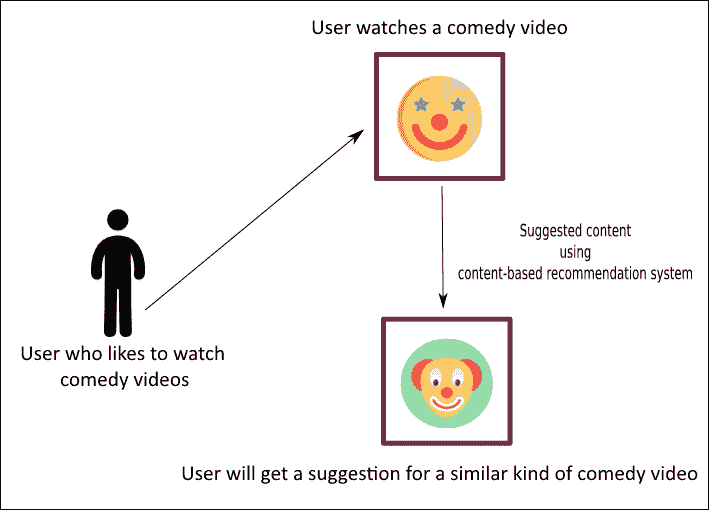 User watches a comedy video
Suggested content
using
content-based recommendation system
User who likes to watch
comedy videos
User will get a suggestion for a similar kind of comedy video